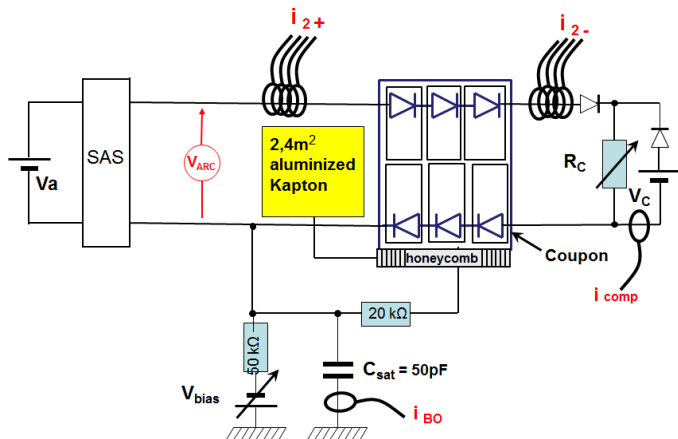 i 2+
i 2-
2,4m2
aluminized
Kapton
SAS
VARC
Va
RC
VC
honeycomb
Coupon
i comp
20 kΩ
50 kΩ
Csat = 50pF
Vbias
i BO